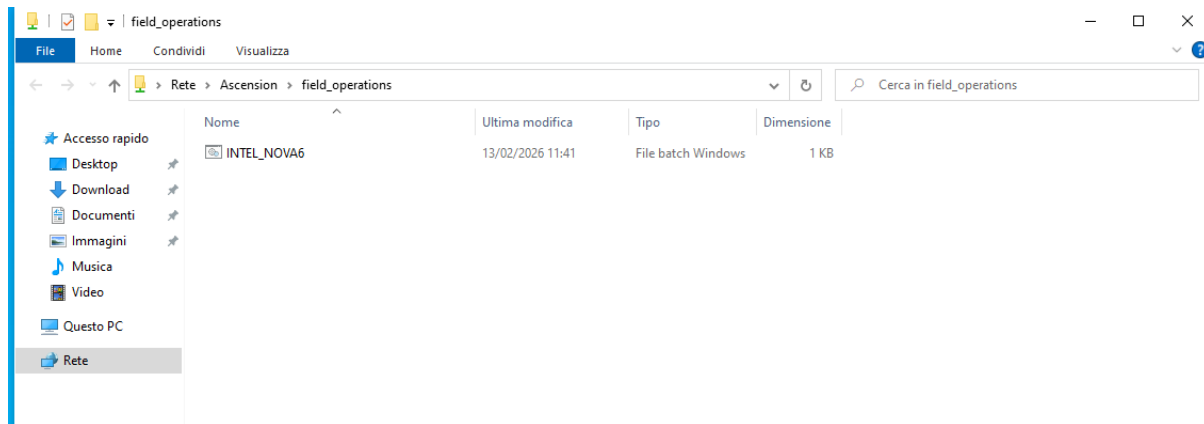 field_operations
File Home Condividi Visualizza
Rete > Ascension > field_operations
Cerca in field_operations
Nome Ultima modifica Tipo Dimensione
INTEL_NOVA6 13/02/2026 11:41 File batch Windows 1 KB
Accesso rapido
Desktop
Download
Documenti
Immagini
Musica
Video
Questo PC
Rete